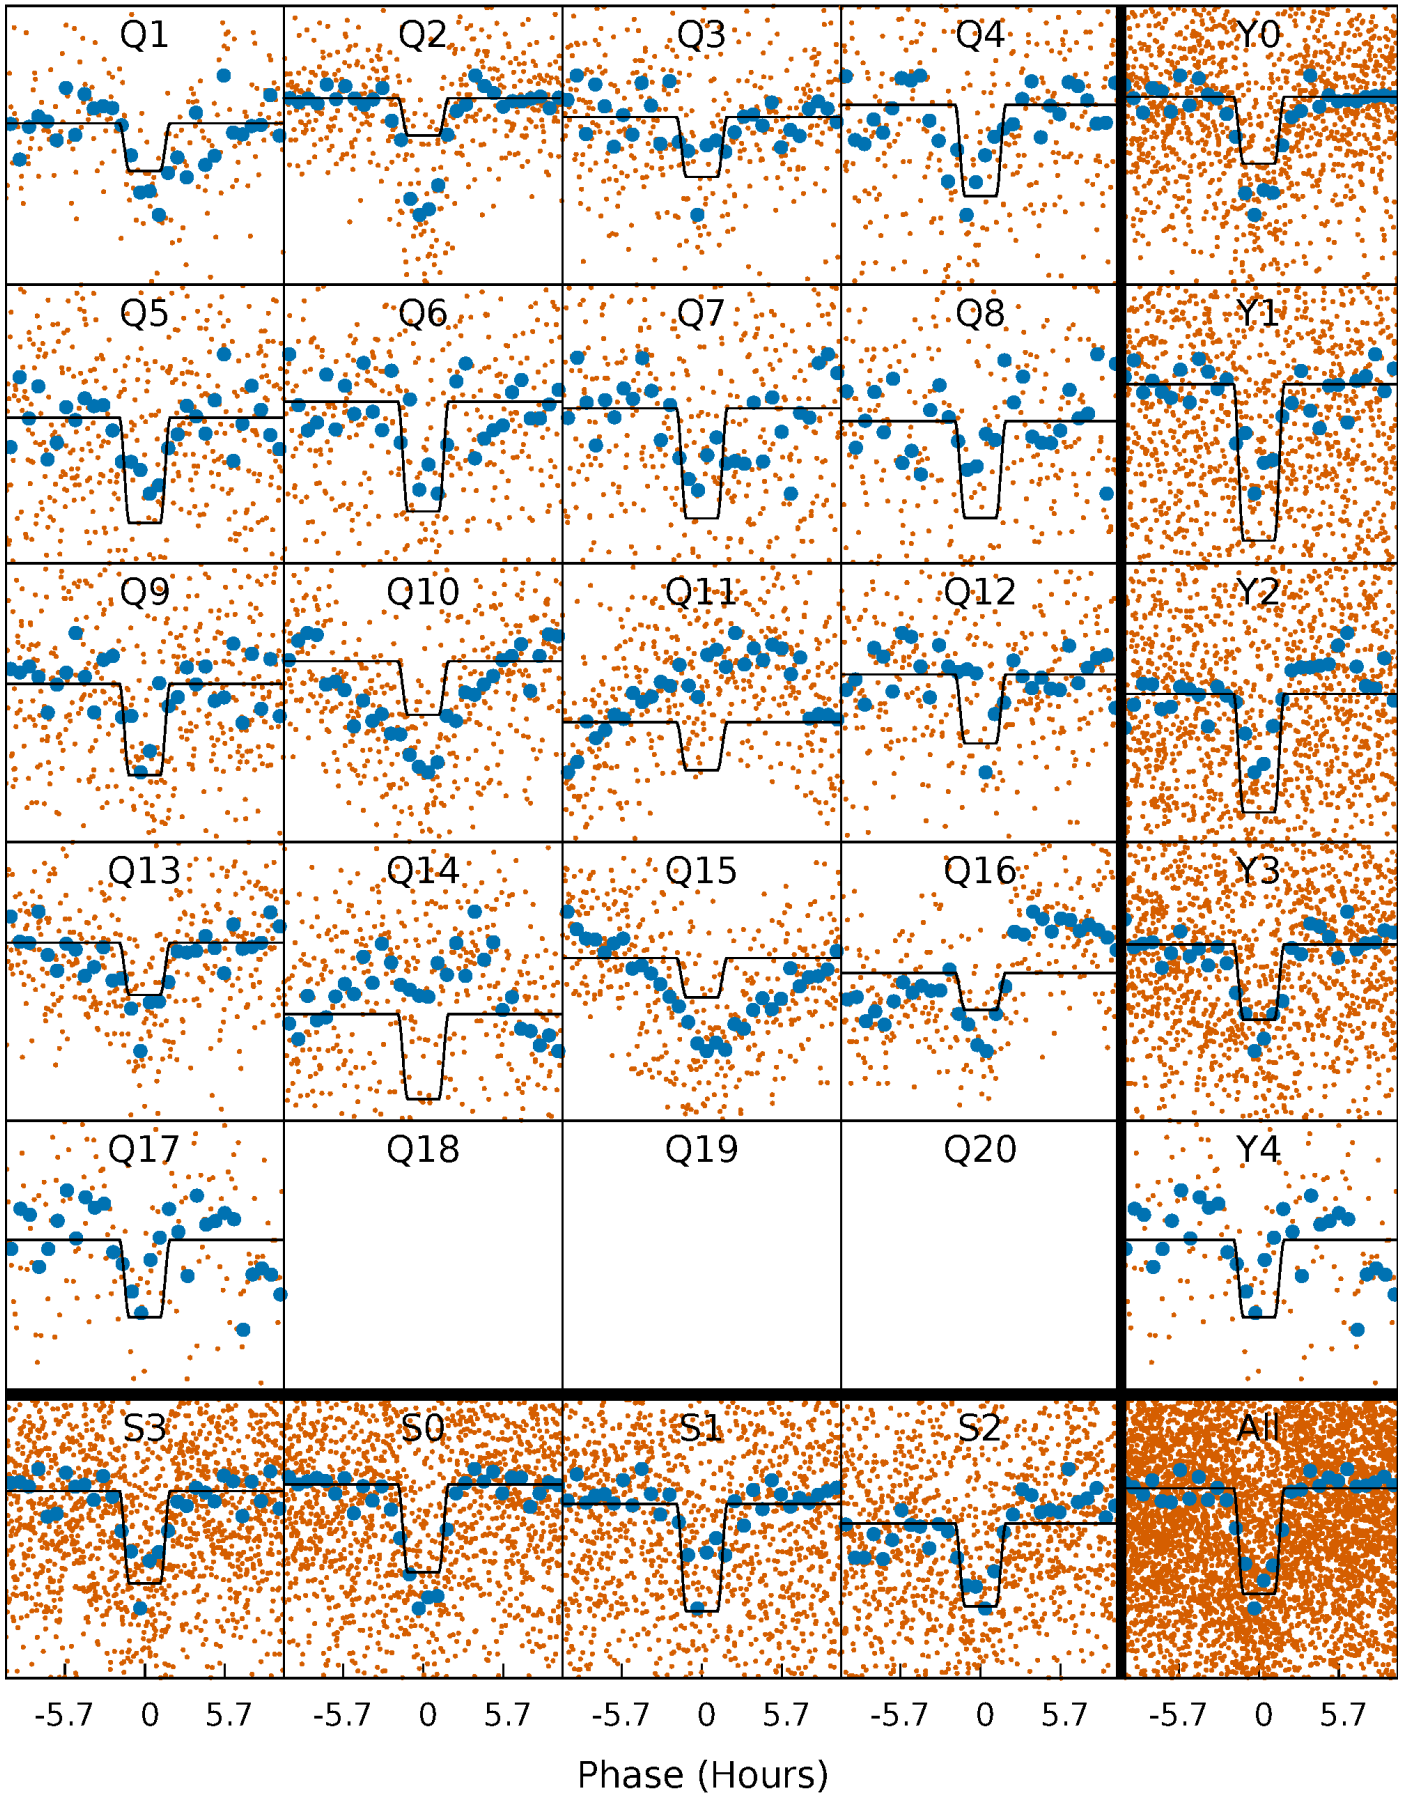 Q1 Q2 Q3 Q4 Y0
Q5 Q6 Q7 Q8 Y1
Q9 Q10 Q11 Q12 Y2
Q13 Q14 Q15 Q16 Y3
Q17 Q18 Q19 Q20 Y4
S3 S0 S1 S2 All
-5.7 0 5.7 -5.7 0 5.7 -5.7 0 5.7 -5.7 0 5.7 -5.7 0 5.7
Phase (Hours)